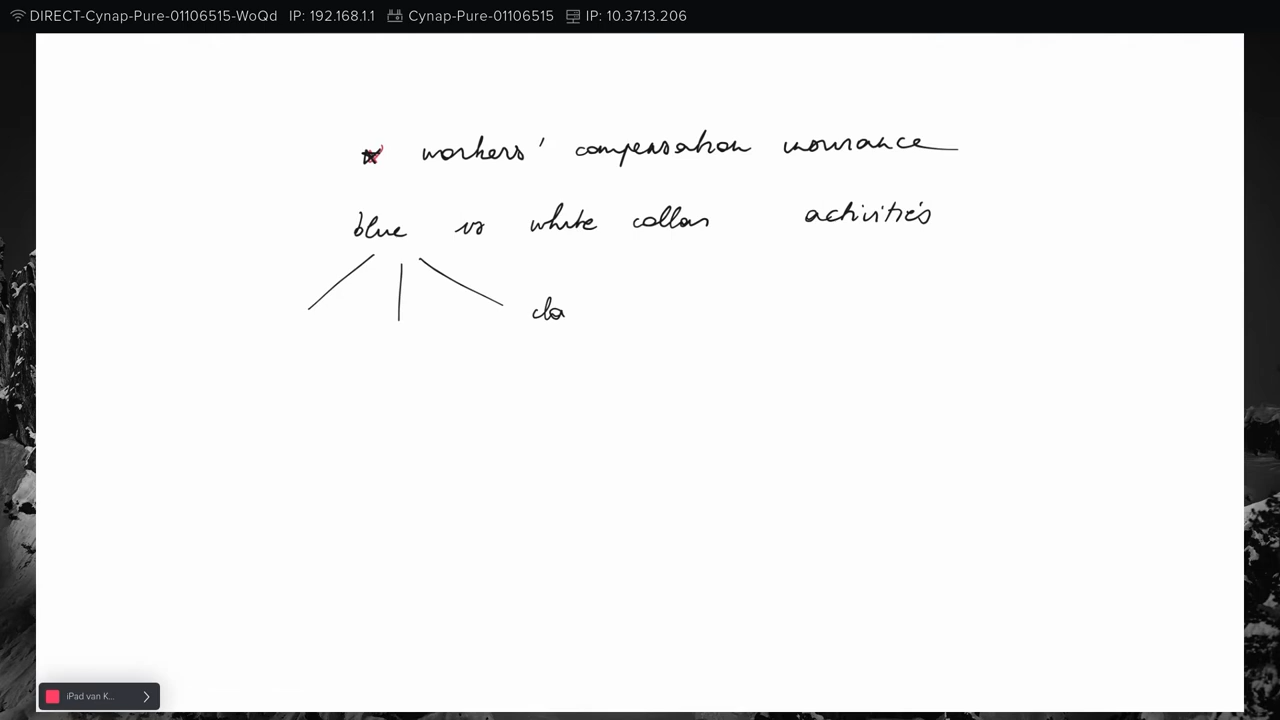 DIRECT-Cynap-Pure-01106515-WoQd IP: 192.168.1.1 Cynap-Pure-01106515 IP: 10.37.13.206
* workers' compensation insurance
blue vs white collar activities
cla
iPad van K...